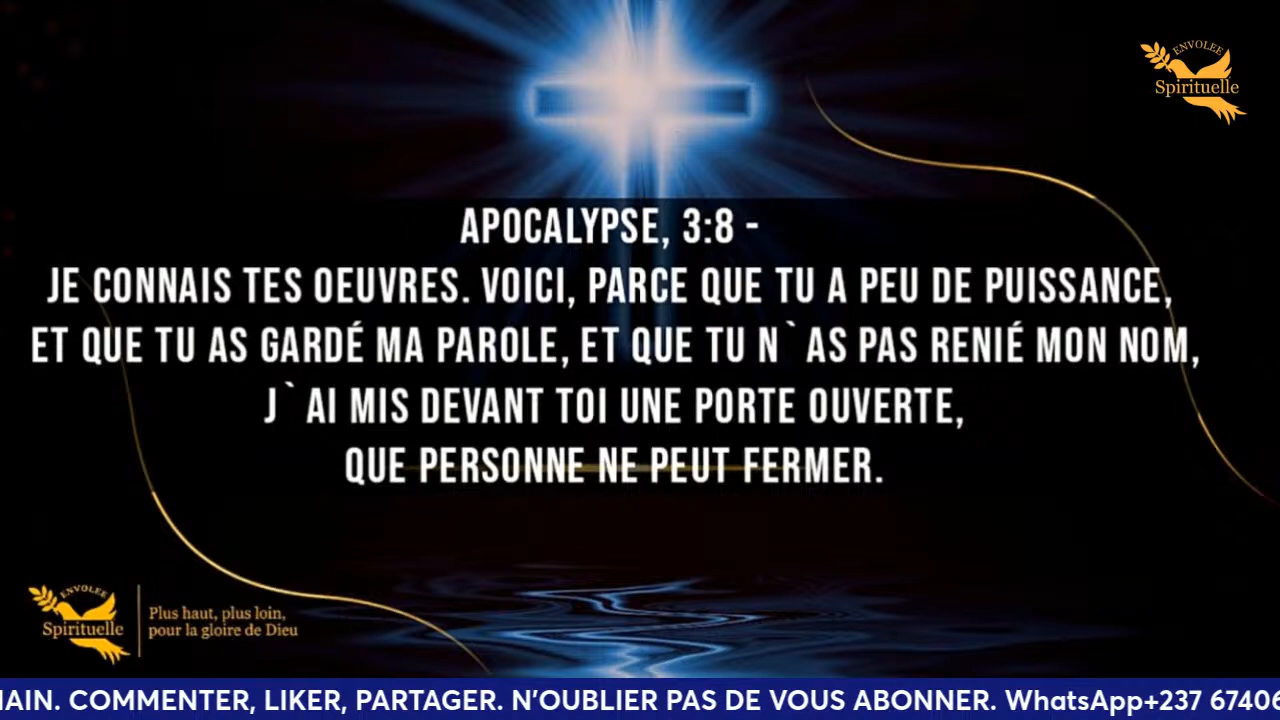 ENVOLEE
Spirituelle
APOCALYPSE, 3:8 -
JE CONNAIS TES OEUVRES. VOICI, PARCE QUE TU A PEU DE PUISSANCE,
ET QUE TU AS GARDÉ MA PAROLE, ET QUE TU N`AS PAS RENIÉ MON NOM,
J`AI MIS DEVANT TOI UNE PORTE OUVERTE,
QUE PERSONNE NE PEUT FERMER.
ENVOLEE
Spirituelle
Plus haut, plus loin,
pour la gloire de Dieu
AIN. COMMENTER, LIKER, PARTAGER. N'OUBLIER PAS DE VOUS ABONNER. WhatsApp+237 6740